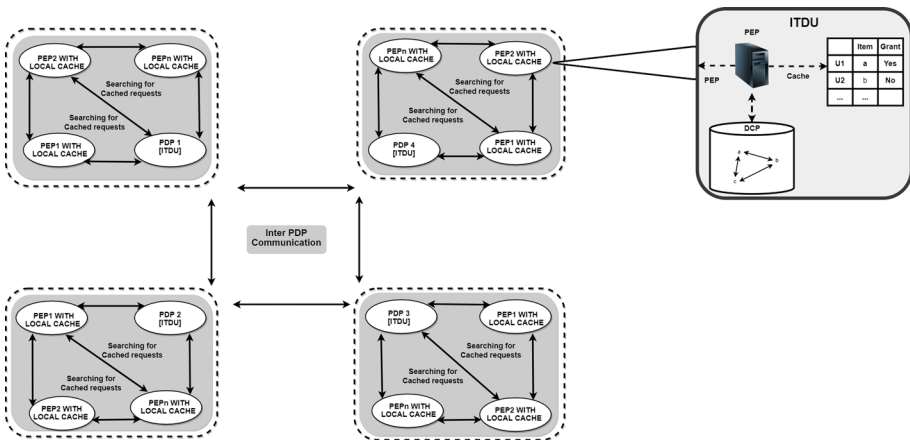 PEP2 WITH
LOCAL CACHE
PEPn WITH
LOCAL CACHE
Searching for
Cached requests
Searching for
Cached requests
PEP1 WITH
LOCAL CACHE
PDP 1
[ITDU]
PEPn WITH
LOCAL CACHE
PEP2 WITH
LOCAL CACHE
Searching for
Cached requests
Searching for
Cached requests
PDP 4
[ITDU]
PEP1 WITH
LOCAL CACHE
ITDU
PEP
PEP
Cache
Item Grant
U1 a Yes
U2 b No
... ...
DCP
a
b
c
Inter PDP
Communication
PEP1 WITH
LOCAL CACHE
PDP 2
[ITDU]
Searching for
Cached requests
Searching for
Cached requests
PEP2 WITH
LOCAL CACHE
PEPn WITH
LOCAL CACHE
PDP 3
[ITDU]
PEP1 WITH
LOCAL CACHE
Searching for
Cached requests
Searching for
Cached requests
PEPn WITH
LOCAL CACHE
PEP2 WITH
LOCAL CACHE